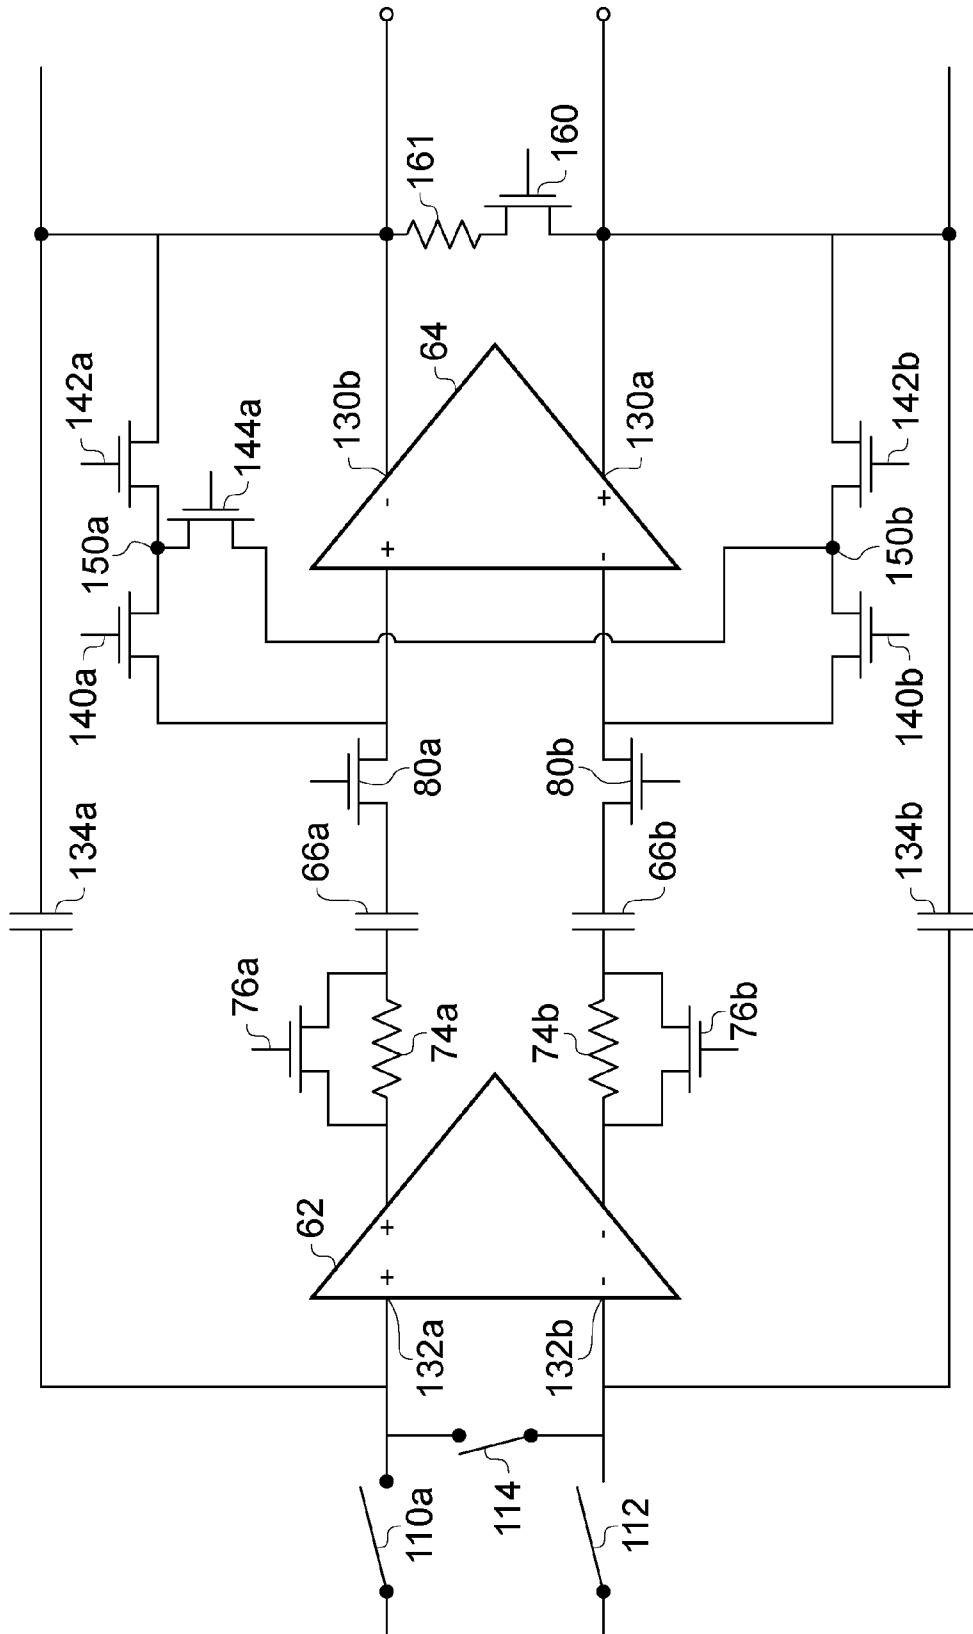 161
160
142a
64
144a
130b
130a
142b
150a
+
-
-
+
150b
140a
140b
80a
80b
134a
66a
66b
134b
76a
74a
74b
76b
62
+
+
-
-
132a
132b
114
110a
112